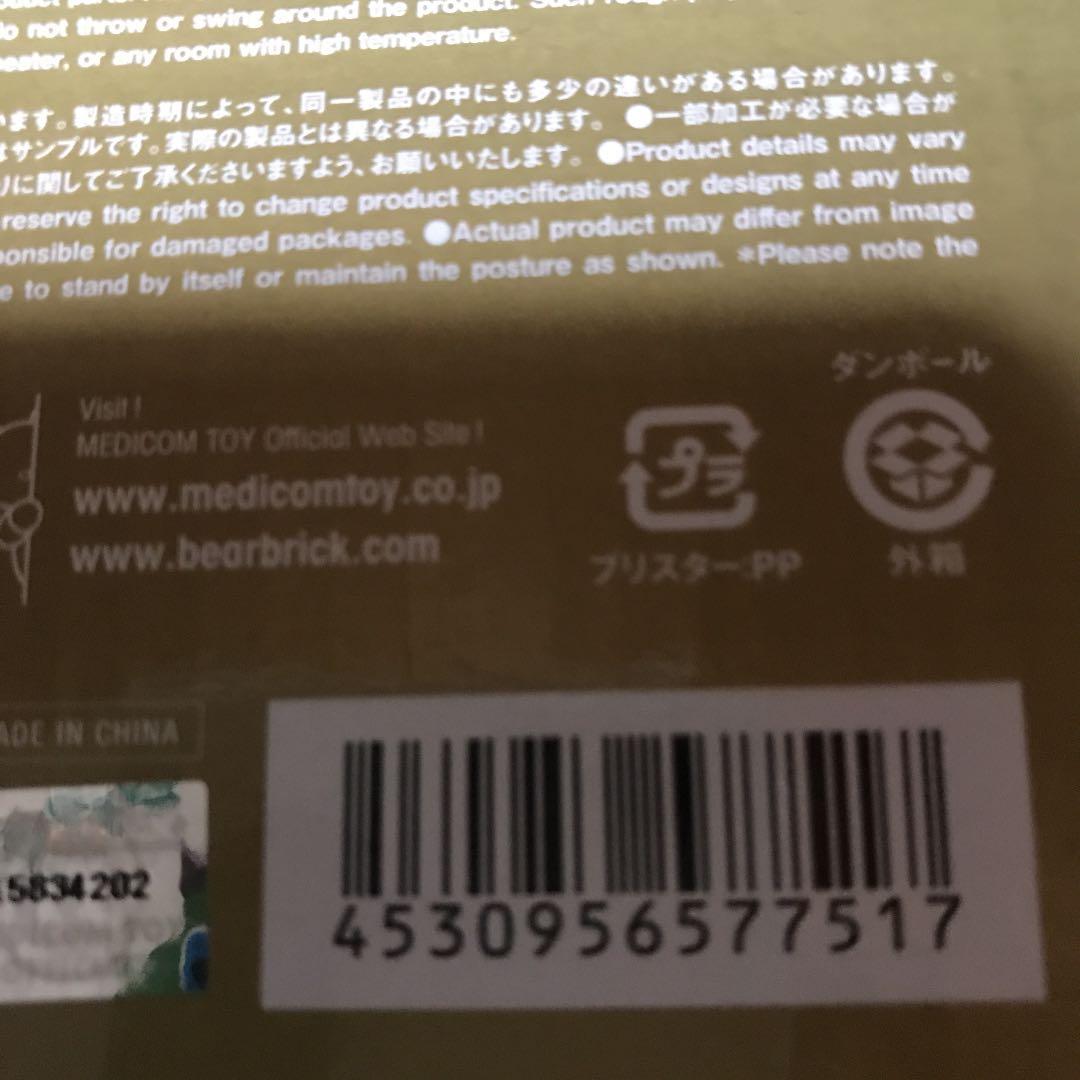 do not throw or swing around the product. Such rough
heater, or any room with high temperature.
います。製造時期によって、同一製品の中にも多少の違いがある場合があります。
はサンプルです。実際の製品とは異なる場合があります。 ●一部加工が必要な場合が
りに関してご了承くださいますよう、お願いいたします。 ●Product details may vary
reserve the right to change product specifications or designs at any time
ponsible for damaged packages. ●Actual product may differ from image
e to stand by itself or maintain the posture as shown. *Please note the
Visit!
MEDICOM TOY Official Web Site!
www.medicomtoy.co.jp
www.bearbrick.com
プラ
ブリスター:PP
ダンボール
外箱
ADE IN CHINA
15834202
4530956577517